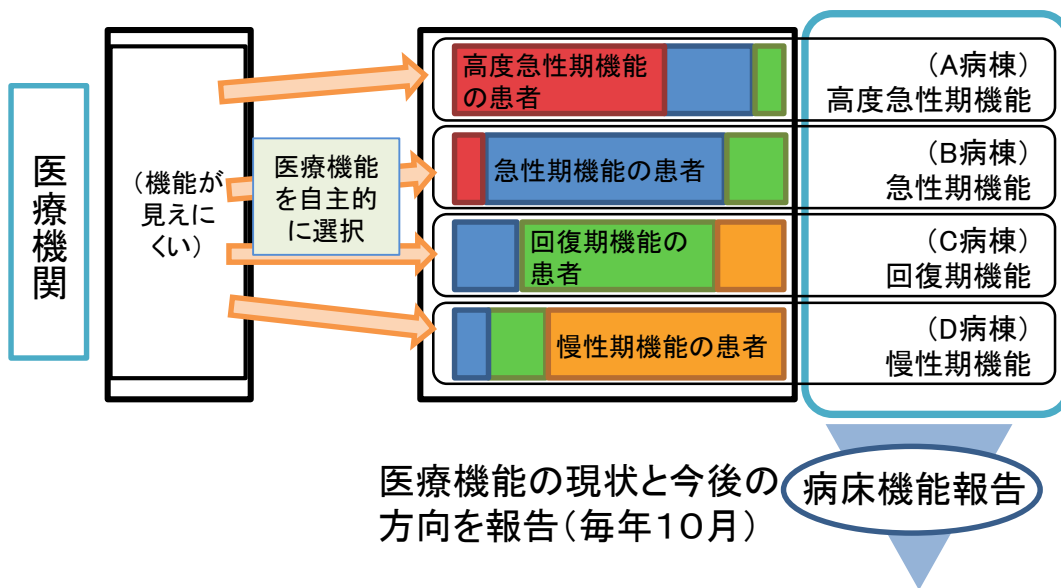 医療機関
(機能が
見えに
くい)
医療機能
を自主的
に選択
高度急性期機能
の患者
急性期機能の患者
回復期機能の
患者
慢性期機能の患者
(A病棟)
高度急性期機能
(B病棟)
急性期機能
(C病棟)
回復期機能
(D病棟)
慢性期機能
医療機能の現状と今後の
方向を報告(毎年10月)
病床機能報告